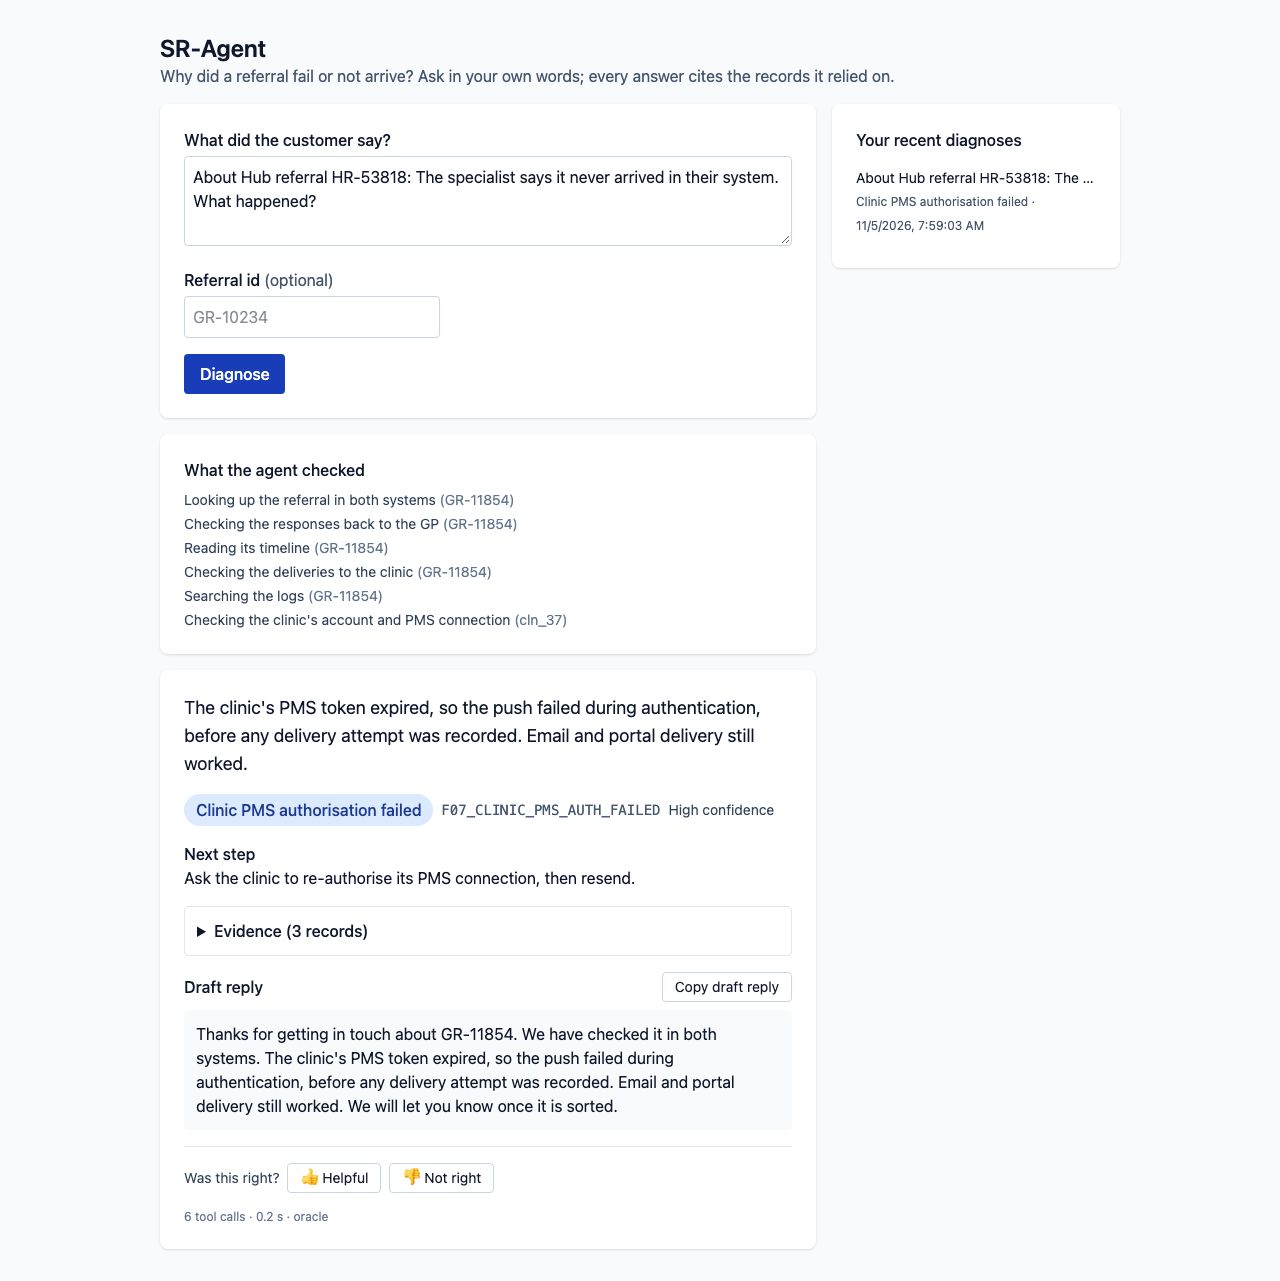 SR-Agent
Why did a referral fail or not arrive? Ask in your own words; every answer cites the records it relied on.
What did the customer say?
About Hub referral HR-53818: The specialist says it never arrived in their system.
What happened?
Referral id (optional)
GR-10234
Diagnose
Your recent diagnoses
About Hub referral HR-53818: The ...
Clinic PMS authorisation failed ·
11/5/2026, 7:59:03 AM
What the agent checked
Looking up the referral in both systems (GR-11854)
Checking the responses back to the GP (GR-11854)
Reading its timeline (GR-11854)
Checking the deliveries to the clinic (GR-11854)
Searching the logs (GR-11854)
Checking the clinic's account and PMS connection (cln_37)
The clinic's PMS token expired, so the push failed during authentication,
before any delivery attempt was recorded. Email and portal delivery still
worked.
Clinic PMS authorisation failed F07_CLINIC_PMS_AUTH_FAILED High confidence
Next step
Ask the clinic to re-authorise its PMS connection, then resend.
Evidence (3 records)
Draft reply
Copy draft reply
Thanks for getting in touch about GR-11854. We have checked it in both
systems. The clinic's PMS token expired, so the push failed during
authentication, before any delivery attempt was recorded. Email and portal
delivery still worked. We will let you know once it is sorted.
Was this right? 👍 Helpful 👎 Not right
6 tool calls · 0.2 s · oracle